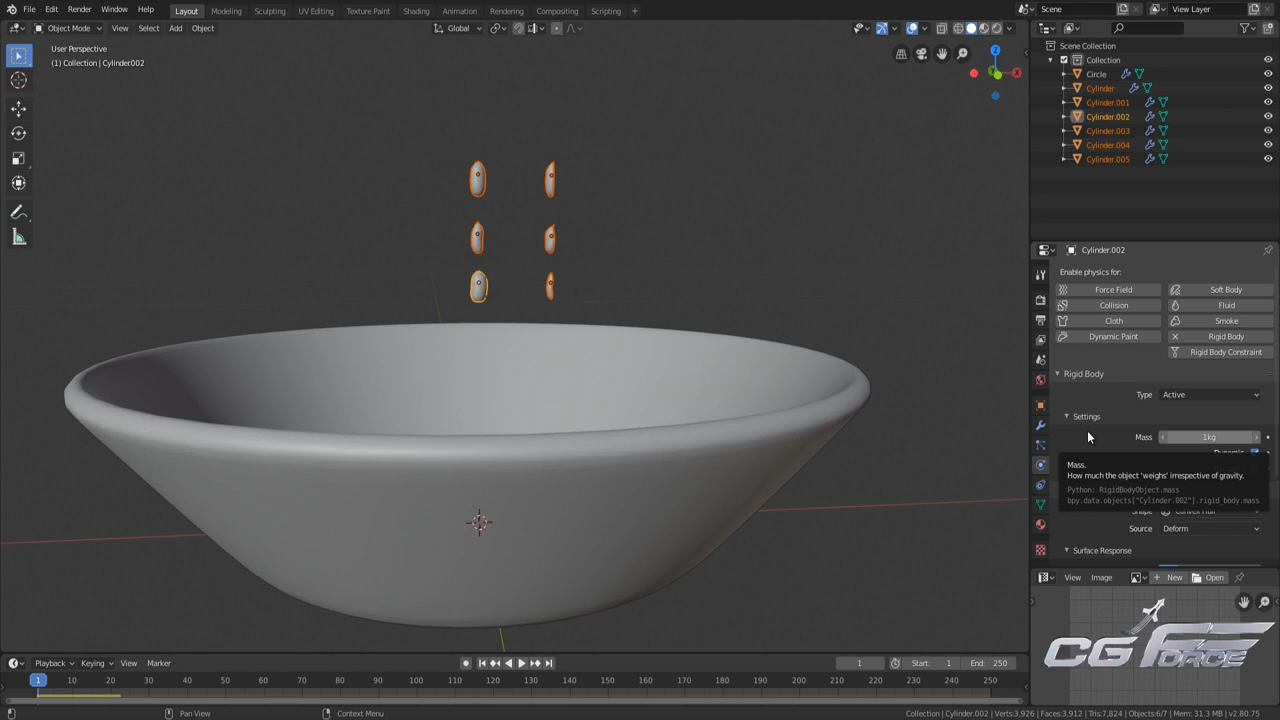 File Edit Render Window Help Layout Modeling Sculpting UV Editing Texture Paint Shading Animation Rendering Compositing Scripting + Scene View Layer
Object Mode View Select Add Object Global
User Perspective
(1) Collection | Cylinder002
Z
X
Scene Collection
Collection
Circle
Cylinder
Cylinder.001
Cylinder.002
Cylinder.003
Cylinder.004
Cylinder.005
Cylinder.002
Enable physics for:
Force Field Soft Body
Collision Fluid
Cloth Smoke
Dynamic Paint Rigid Body
Rigid Body Constraint
Rigid Body
Type Active
Settings
Mass 1kg
Mass.
How much the object 'weighs' irrespective of gravity.
Python: RigidBodyObject.mass
bpy.data.objects["Cylinder.002"].rigid_body.mass
Source Deform
Surface Response
View Image New Open
CG FORCE
Playback Keying View Marker 1 Start: 1 End: 250
1 10 20 30 40 50 60 70 80 90 100 110 120 130 140 150 160 170 180 190 200 210 220 230 240 250
Pan View Context Menu Collection | Cylinder.002 | Verts:3,926 | Faces:3,912 | Tris:7,824 | Objects:6/7 | Mem: 31.3 MB | v2.80.75